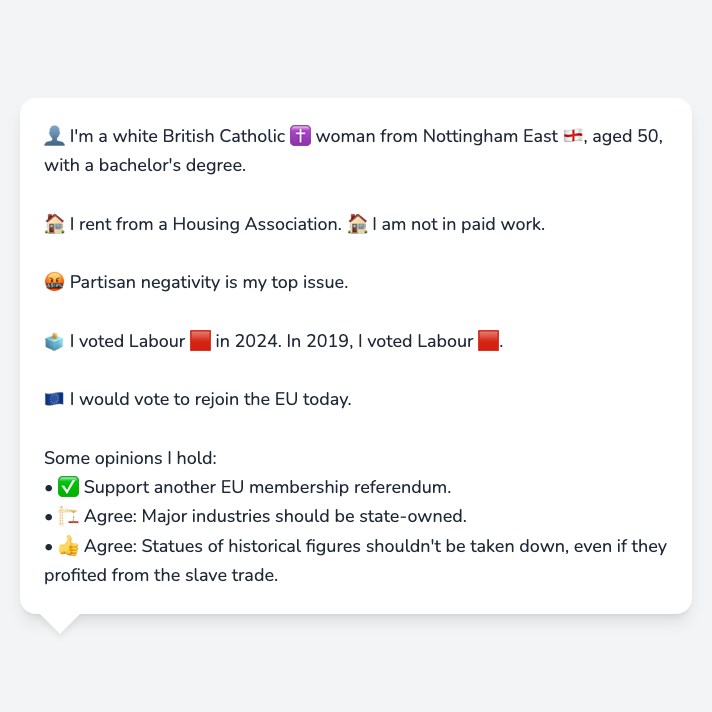 👤 I'm a white British Catholic ✝️ woman from Nottingham East 🏴󠁧󠁢󠁥󠁮󠁧󠁿, aged 50,
with a bachelor's degree.
🏠 I rent from a Housing Association. 🏠 I am not in paid work.
🤬 Partisan negativity is my top issue.
🗳️ I voted Labour 🟥 in 2024. In 2019, I voted Labour 🟥.
🇪🇺 I would vote to rejoin the EU today.
Some opinions I hold:
• ✅ Support another EU membership referendum.
• 🏗️ Agree: Major industries should be state-owned.
• 👍 Agree: Statues of historical figures shouldn't be taken down, even if they
profited from the slave trade.